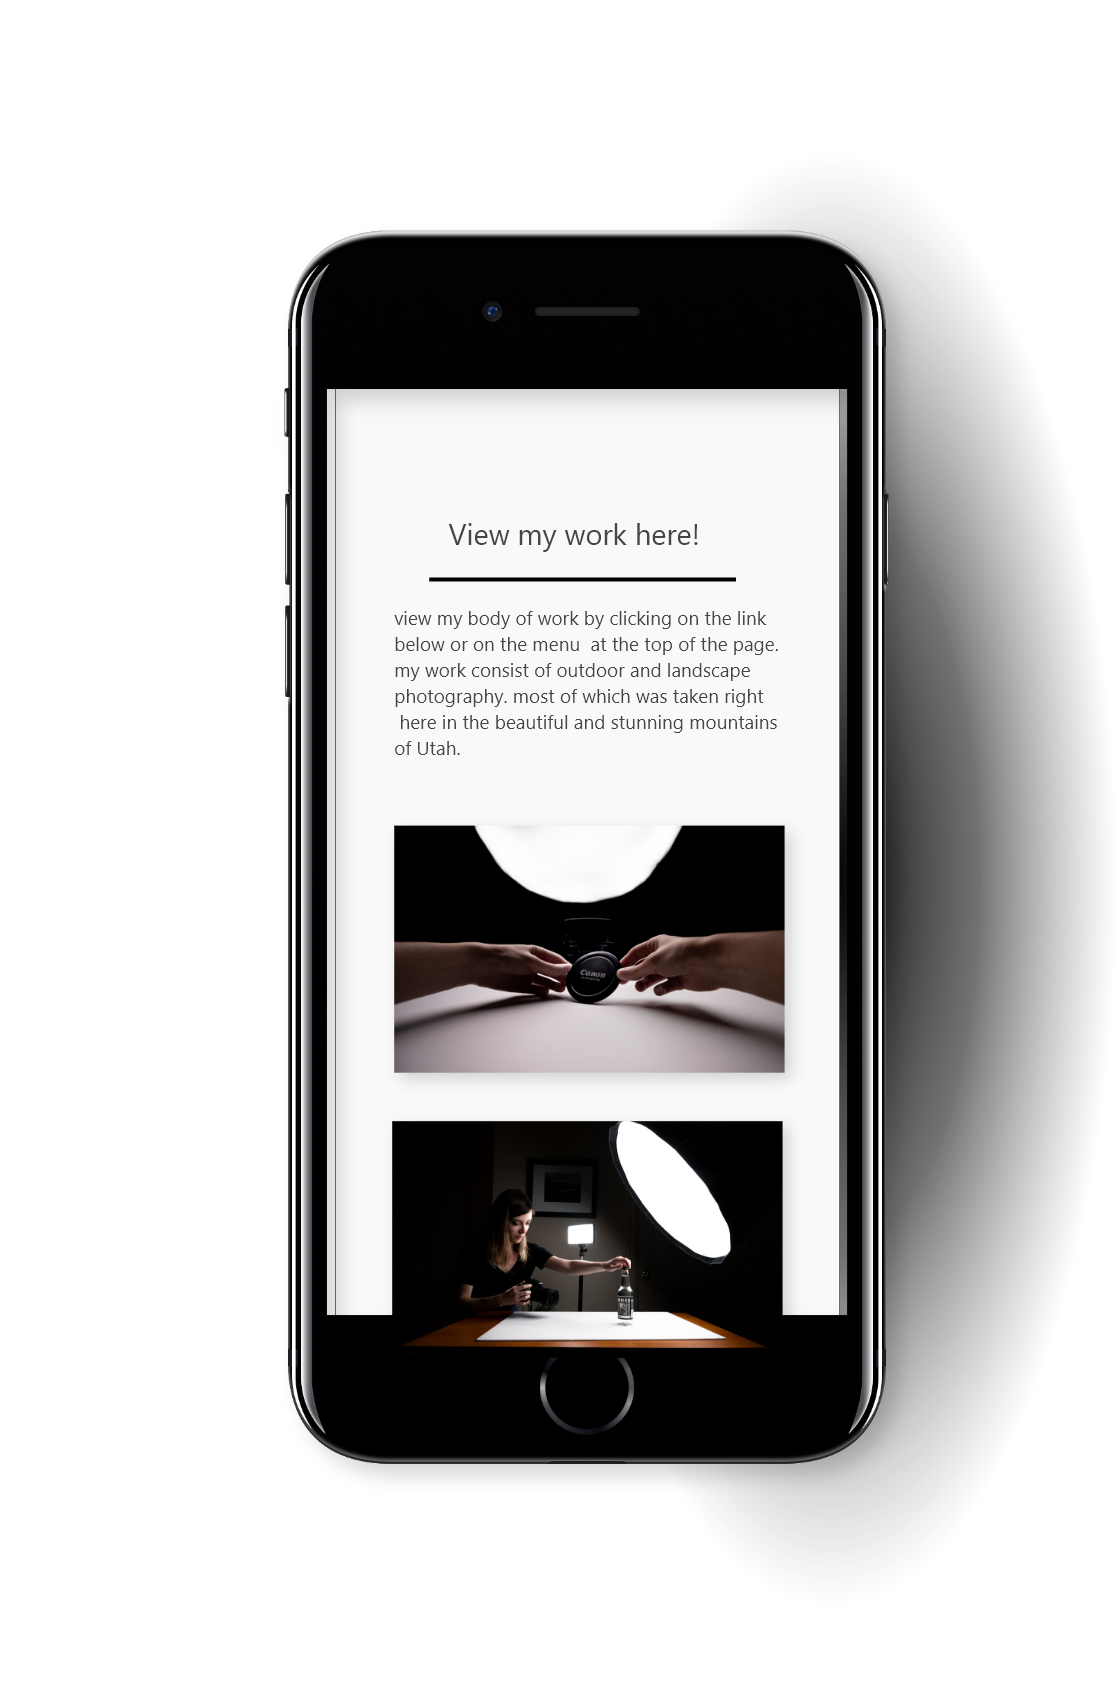 View my work here!
view my body of work by clicking on the link
below or on the menu  at the top of the page.
my work consist of outdoor and landscape
photography. most of which was taken right
here in the beautiful and stunning mountains
of Utah.
Canon